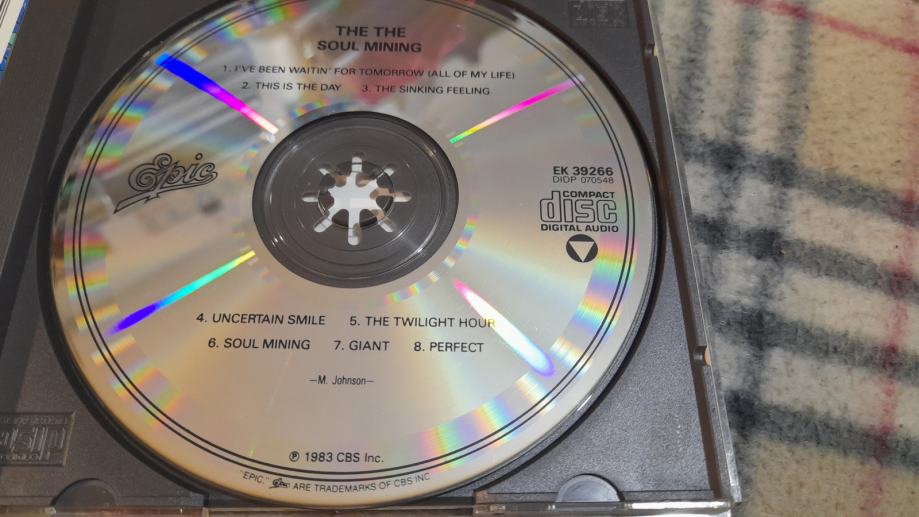 THE THE
SOUL MINING
1. I'VE BEEN WAITIN' FOR TOMORROW (ALL OF MY LIFE)
2. THIS IS THE DAY 3. THE SINKING FEELING
Epic
EK 39266
DIDP 070548
COMPACT
disc
DIGITAL AUDIO
4. UNCERTAIN SMILE 5. THE TWILIGHT HOUR
6. SOUL MINING 7. GIANT 8. PERFECT
—M. Johnson—
℗ 1983 CBS Inc.
"EPIC," Epic ARE TRADEMARKS OF CBS INC